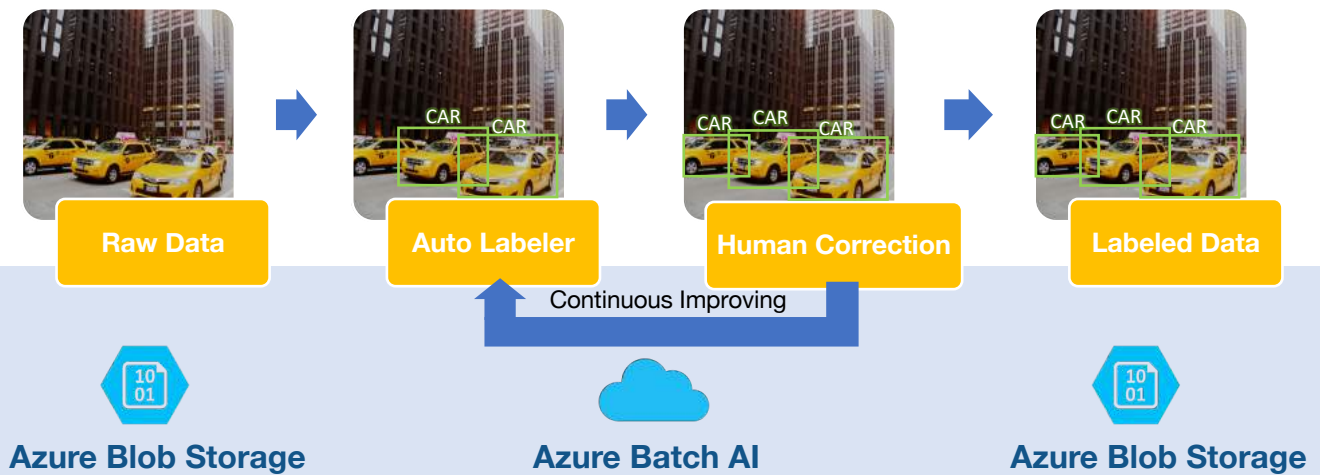 CAR
CAR
CAR
CAR
CAR
CAR
CAR
CAR
Raw Data
Auto Labeler
Human Correction
Labeled Data
Continuous Improving
10
01
10
01
Azure Blob Storage
Azure Batch AI
Azure Blob Storage